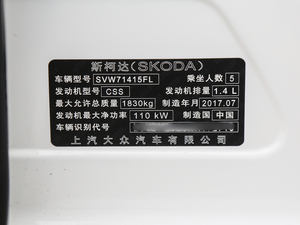 斯柯达(SKODA)
车辆型号 SVW71415FL 乘坐人数 5
发动机型号 CSS 发动机排量 1.4 L
最大允许总质量 1830kg 制造年月 2017.07
发动机最大净功率 110 kW 制造国 中国
车辆识别代号
上汽大众汽车有限公司